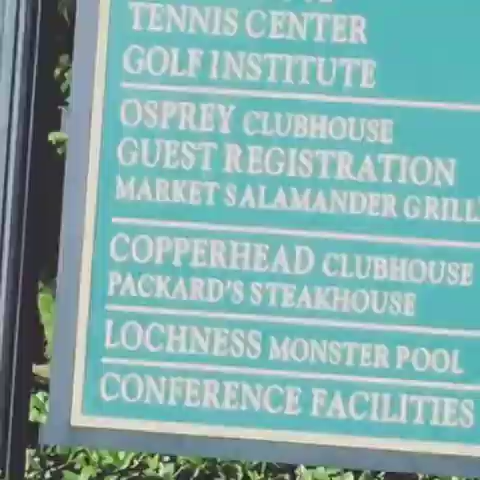 TENNIS CENTER
GOLF INSTITUTE
OSPREY CLUBHOUSE
GUEST REGISTRATION
MARKET SALAMANDER GRILL
COPPERHEAD CLUBHOUSE
PACKARD'S STEAKHOUSE
LOCHNESS MONSTER POOL
CONFERENCE FACILITIES